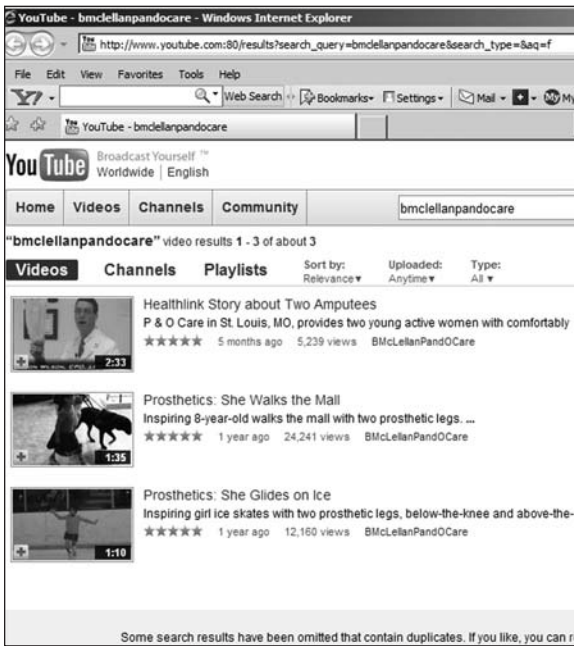 YouTube - bmclellanpandocare - Windows Internet Explorer
http://www.youtube.com:80/results?search_query=bmclellanpandocare&search_type=&aq=f
File Edit View Favorites Tools Help
Y7 - Web Search Bookmarks Settings Mail My
YouTube - bmclellanpandocare
You Tube Broadcast Yourself ™
Worldwide | English
Home Videos Channels Community bmclellanpandocare
"bmclellanpandocare" video results 1 - 3 of about 3
Videos Channels Playlists Sort by: Uploaded: Type:
Relevance Anytime All
Healthlink Story about Two Amputees
P & O Care in St. Louis, MO, provides two young active women with comfortably
5 months ago 5,239 views BMcLellanPandOCare
2:33
Prosthetics: She Walks the Mall
Inspiring 8-year-old walks the mall with two prosthetic legs. ...
1 year ago 24,241 views BMcLellanPandOCare
1:35
Prosthetics: She Glides on Ice
Inspiring girl ice skates with two prosthetic legs, below-the-knee and above-the-
1 year ago 12,160 views BMcLellanPandOCare
1:10
Some search results have been omitted that contain duplicates. If you like, you can r